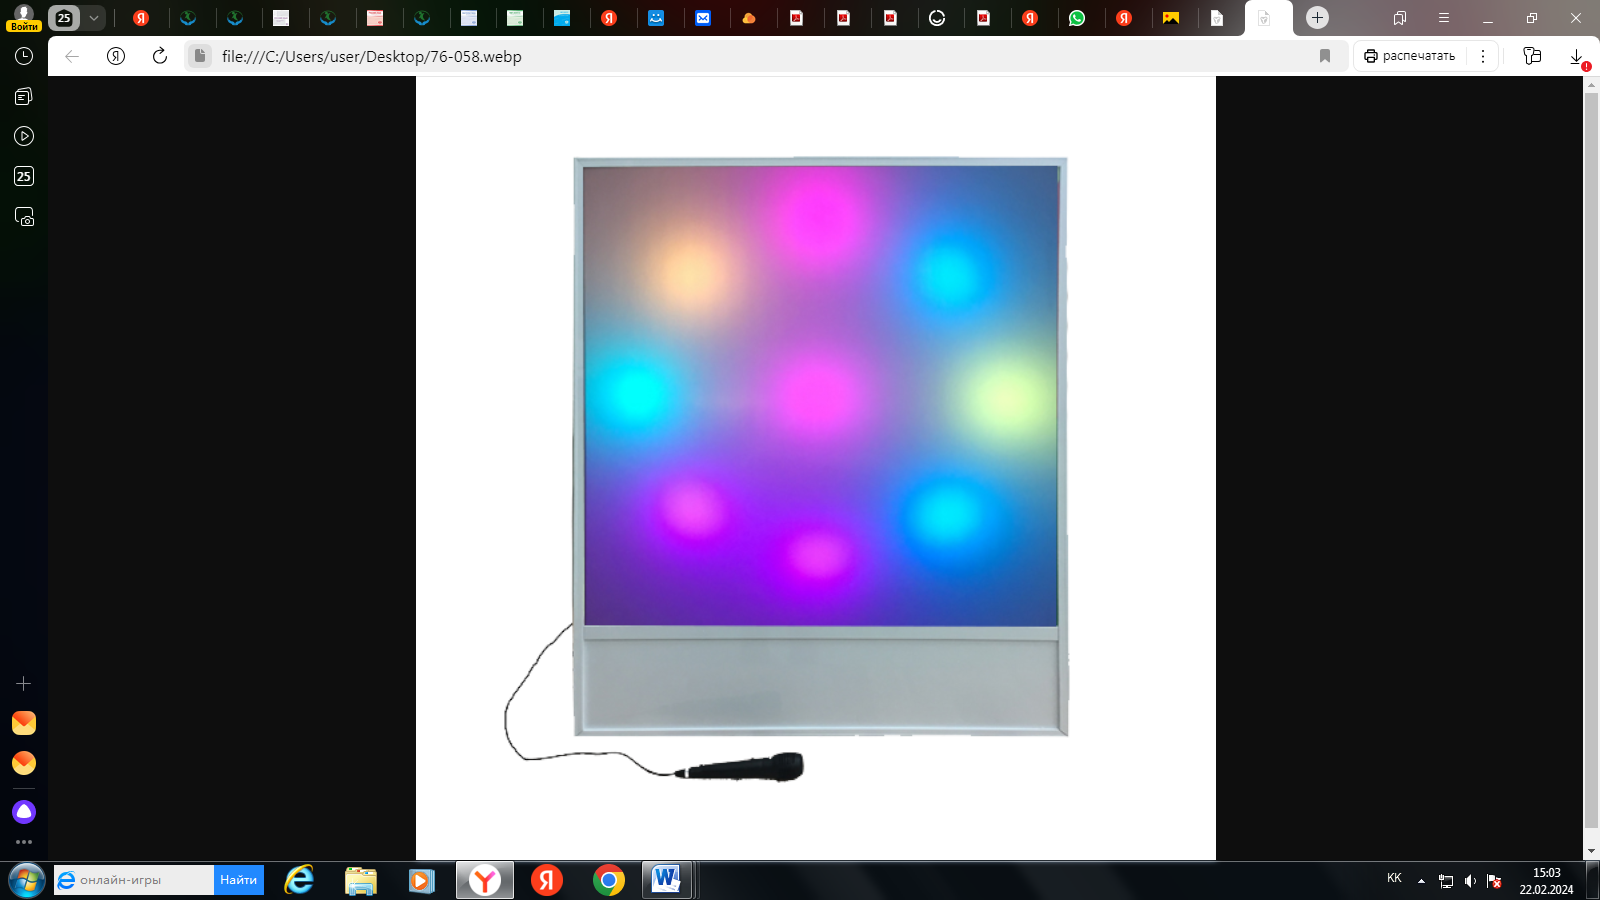 25
Войти
file:///C:/Users/user/Desktop/76-058.webp
распечатать
25
онлайн-игры
Найти
KK
15:03
22.02.2024